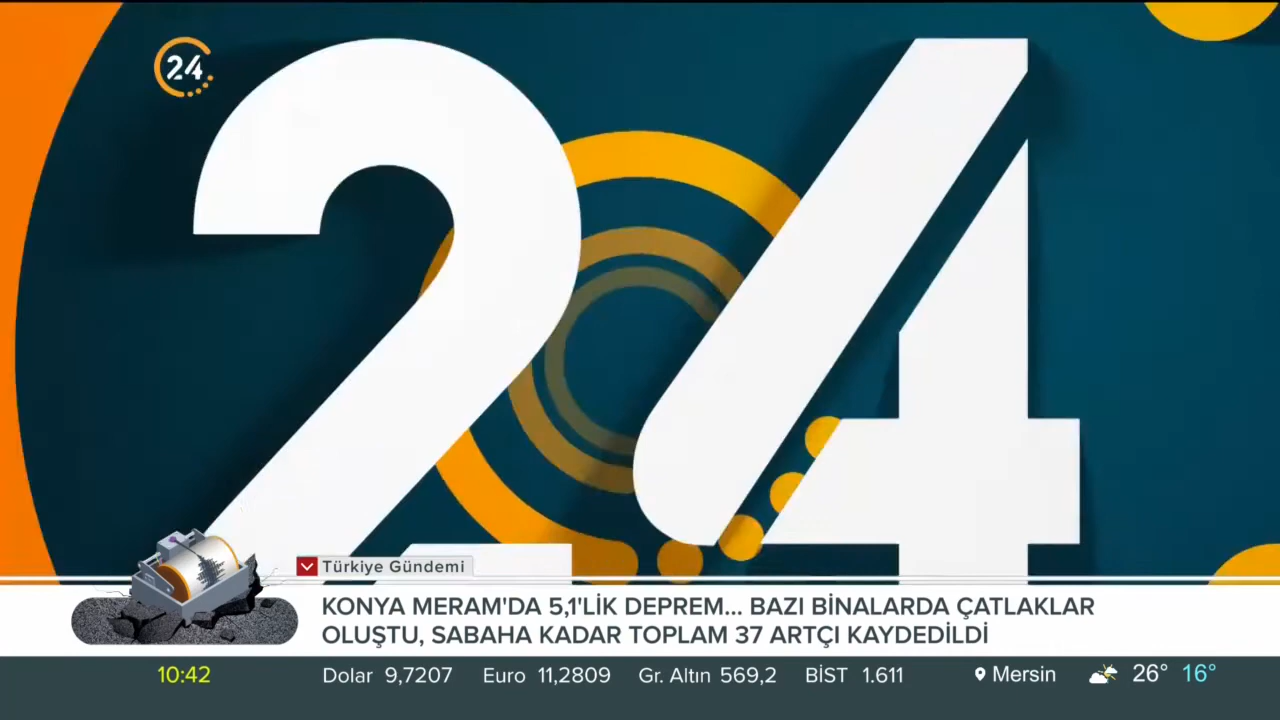 24
24
Türkiye Gündemi
KONYA MERAM'DA 5,1'LİK DEPREM... BAZI BİNALARDA ÇATLAKLAR
OLUŞTU, SABAHA KADAR TOPLAM 37 ARTÇI KAYDEDİLDİ
10:42 Dolar 9,7207 Euro 11,2809 Gr. Altın 569,2 BİST 1.611 Mersin 26° 16°